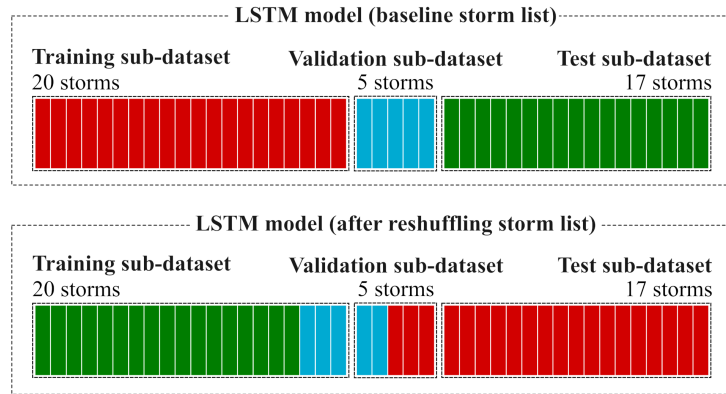 LSTM model (baseline storm list)
Training sub-dataset
20 storms
Validation sub-dataset
5 storms
Test sub-dataset
17 storms
LSTM model (after reshuffling storm list)
Training sub-dataset
20 storms
Validation sub-dataset
5 storms
Test sub-dataset
17 storms